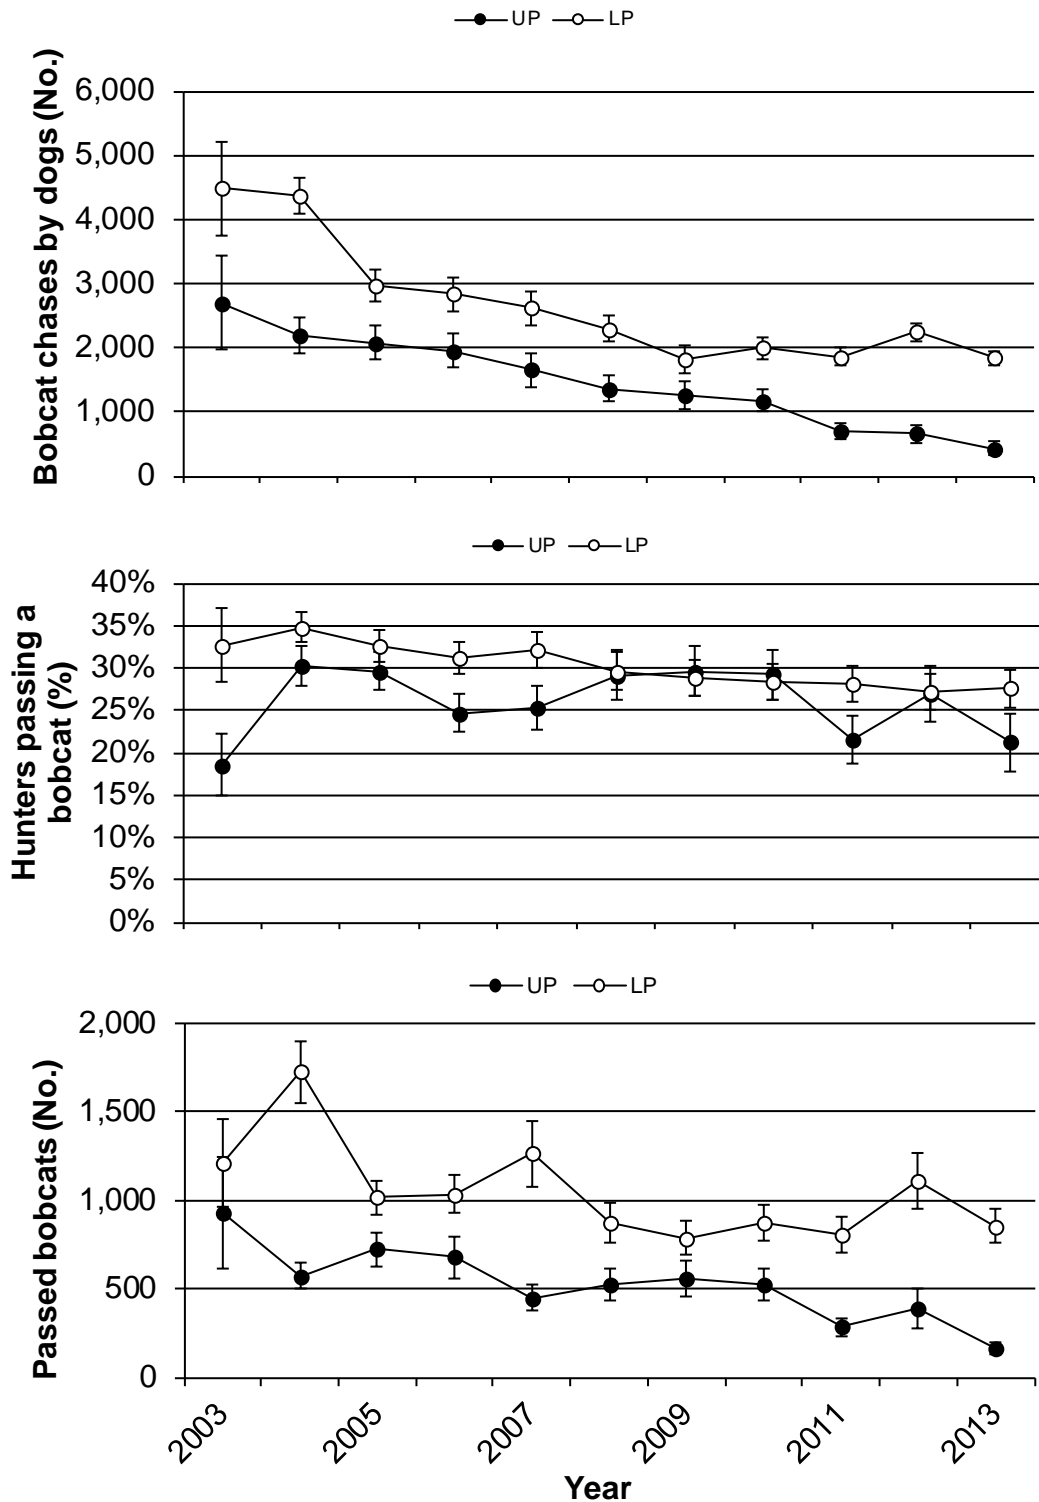 UP LP
Bobcat chases by dogs (No.)
6,000
5,000
4,000
3,000
2,000
1,000
0
UP LP
Hunters passing a
bobcat (%)
40%
35%
30%
25%
20%
15%
10%
5%
0%
UP LP
Passed bobcats (No.)
2,000
1,500
1,000
500
0
2003 2005 2007 2009 2011 2013
Year